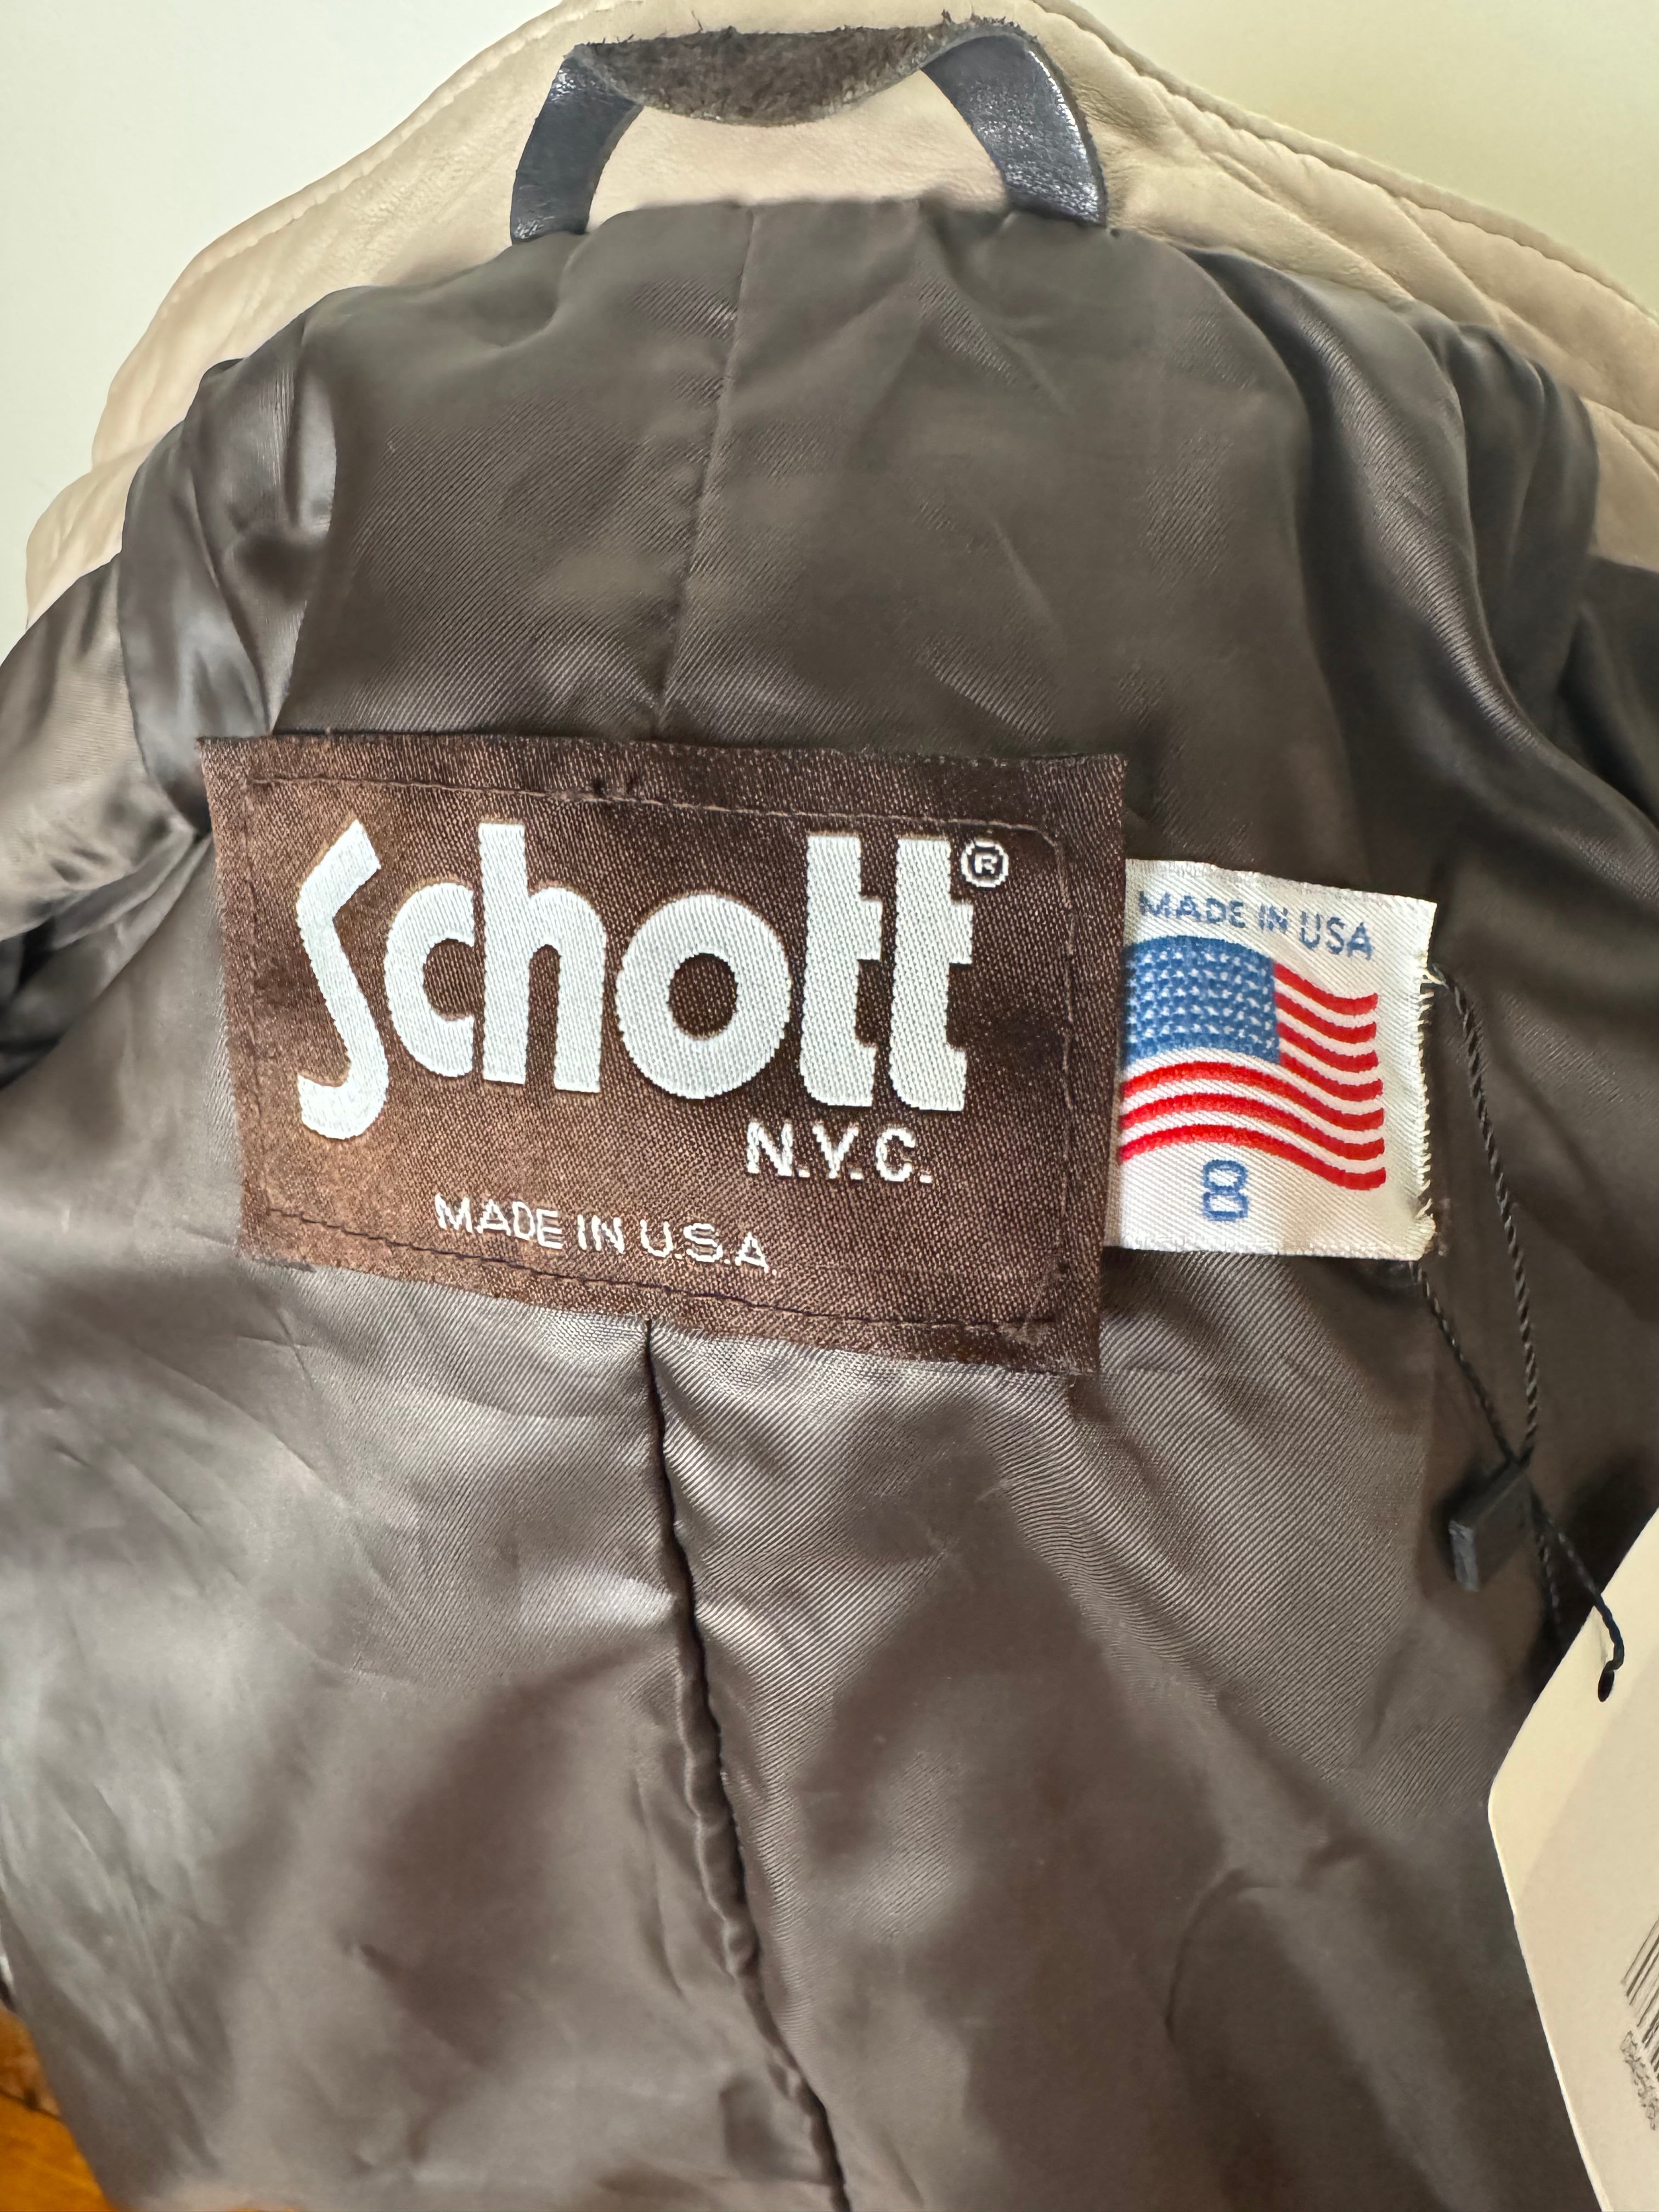 Schott®
N.Y.C.
MADE IN U.S.A.
MADE IN USA
8